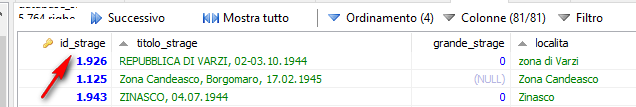 5.764 righe
Successivo Mostra tutto Ordinamento (4) Colonne (81/81) Filtro
id_strage titolo_strage grande_strage localita
1.926 REPUBBLICA DI VARZI, 02-03.10.1944 0 zona di Varzi
1.125 Zona Candeasco, Borgomaro, 17.02.1945 (NULL) Zona Candeasco
1.943 ZINASCO, 04.07.1944 0 Zinasco